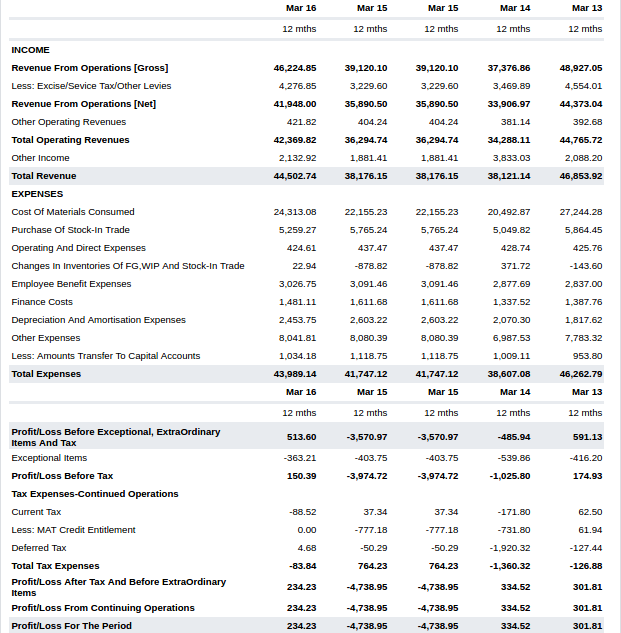 Mar 16 Mar 15 Mar 15 Mar 14 Mar 13
12 mths 12 mths 12 mths 12 mths 12 mths
INCOME
Revenue From Operations [Gross] 46,224.85 39,120.10 39,120.10 37,376.86 48,927.05
Less: Excise/Sevice Tax/Other Levies 4,276.85 3,229.60 3,229.60 3,469.89 4,554.01
Revenue From Operations [Net] 41,948.00 35,890.50 35,890.50 33,906.97 44,373.04
Other Operating Revenues 421.82 404.24 404.24 381.14 392.68
Total Operating Revenues 42,369.82 36,294.74 36,294.74 34,288.11 44,765.72
Other Income 2,132.92 1,881.41 1,881.41 3,833.03 2,088.20
Total Revenue 44,502.74 38,176.15 38,176.15 38,121.14 46,853.92
EXPENSES
Cost Of Materials Consumed 24,313.08 22,155.23 22,155.23 20,492.87 27,244.28
Purchase Of Stock-In Trade 5,259.27 5,765.24 5,765.24 5,049.82 5,864.45
Operating And Direct Expenses 424.61 437.47 437.47 428.74 425.76
Changes In Inventories Of FG,WIP And Stock-In Trade 22.94 -878.82 -878.82 371.72 -143.60
Employee Benefit Expenses 3,026.75 3,091.46 3,091.46 2,877.69 2,837.00
Finance Costs 1,481.11 1,611.68 1,611.68 1,337.52 1,387.76
Depreciation And Amortisation Expenses 2,453.75 2,603.22 2,603.22 2,070.30 1,817.62
Other Expenses 8,041.81 8,080.39 8,080.39 6,987.53 7,783.32
Less: Amounts Transfer To Capital Accounts 1,034.18 1,118.75 1,118.75 1,009.11 953.80
Total Expenses 43,989.14 41,747.12 41,747.12 38,607.08 46,262.79
Mar 16 Mar 15 Mar 15 Mar 14 Mar 13
12 mths 12 mths 12 mths 12 mths 12 mths
Profit/Loss Before Exceptional, ExtraOrdinary
Items And Tax 513.60 -3,570.97 -3,570.97 -485.94 591.13
Exceptional Items -363.21 -403.75 -403.75 -539.86 -416.20
Profit/Loss Before Tax 150.39 -3,974.72 -3,974.72 -1,025.80 174.93
Tax Expenses-Continued Operations
Current Tax -88.52 37.34 37.34 -171.80 62.50
Less: MAT Credit Entitlement 0.00 -777.18 -777.18 -731.80 61.94
Deferred Tax 4.68 -50.29 -50.29 -1,920.32 -127.44
Total Tax Expenses -83.84 764.23 764.23 -1,360.32 -126.88
Profit/Loss After Tax And Before ExtraOrdinary
Items 234.23 -4,738.95 -4,738.95 334.52 301.81
Profit/Loss From Continuing Operations 234.23 -4,738.95 -4,738.95 334.52 301.81
Profit/Loss For The Period 234.23 -4,738.95 -4,738.95 334.52 301.81